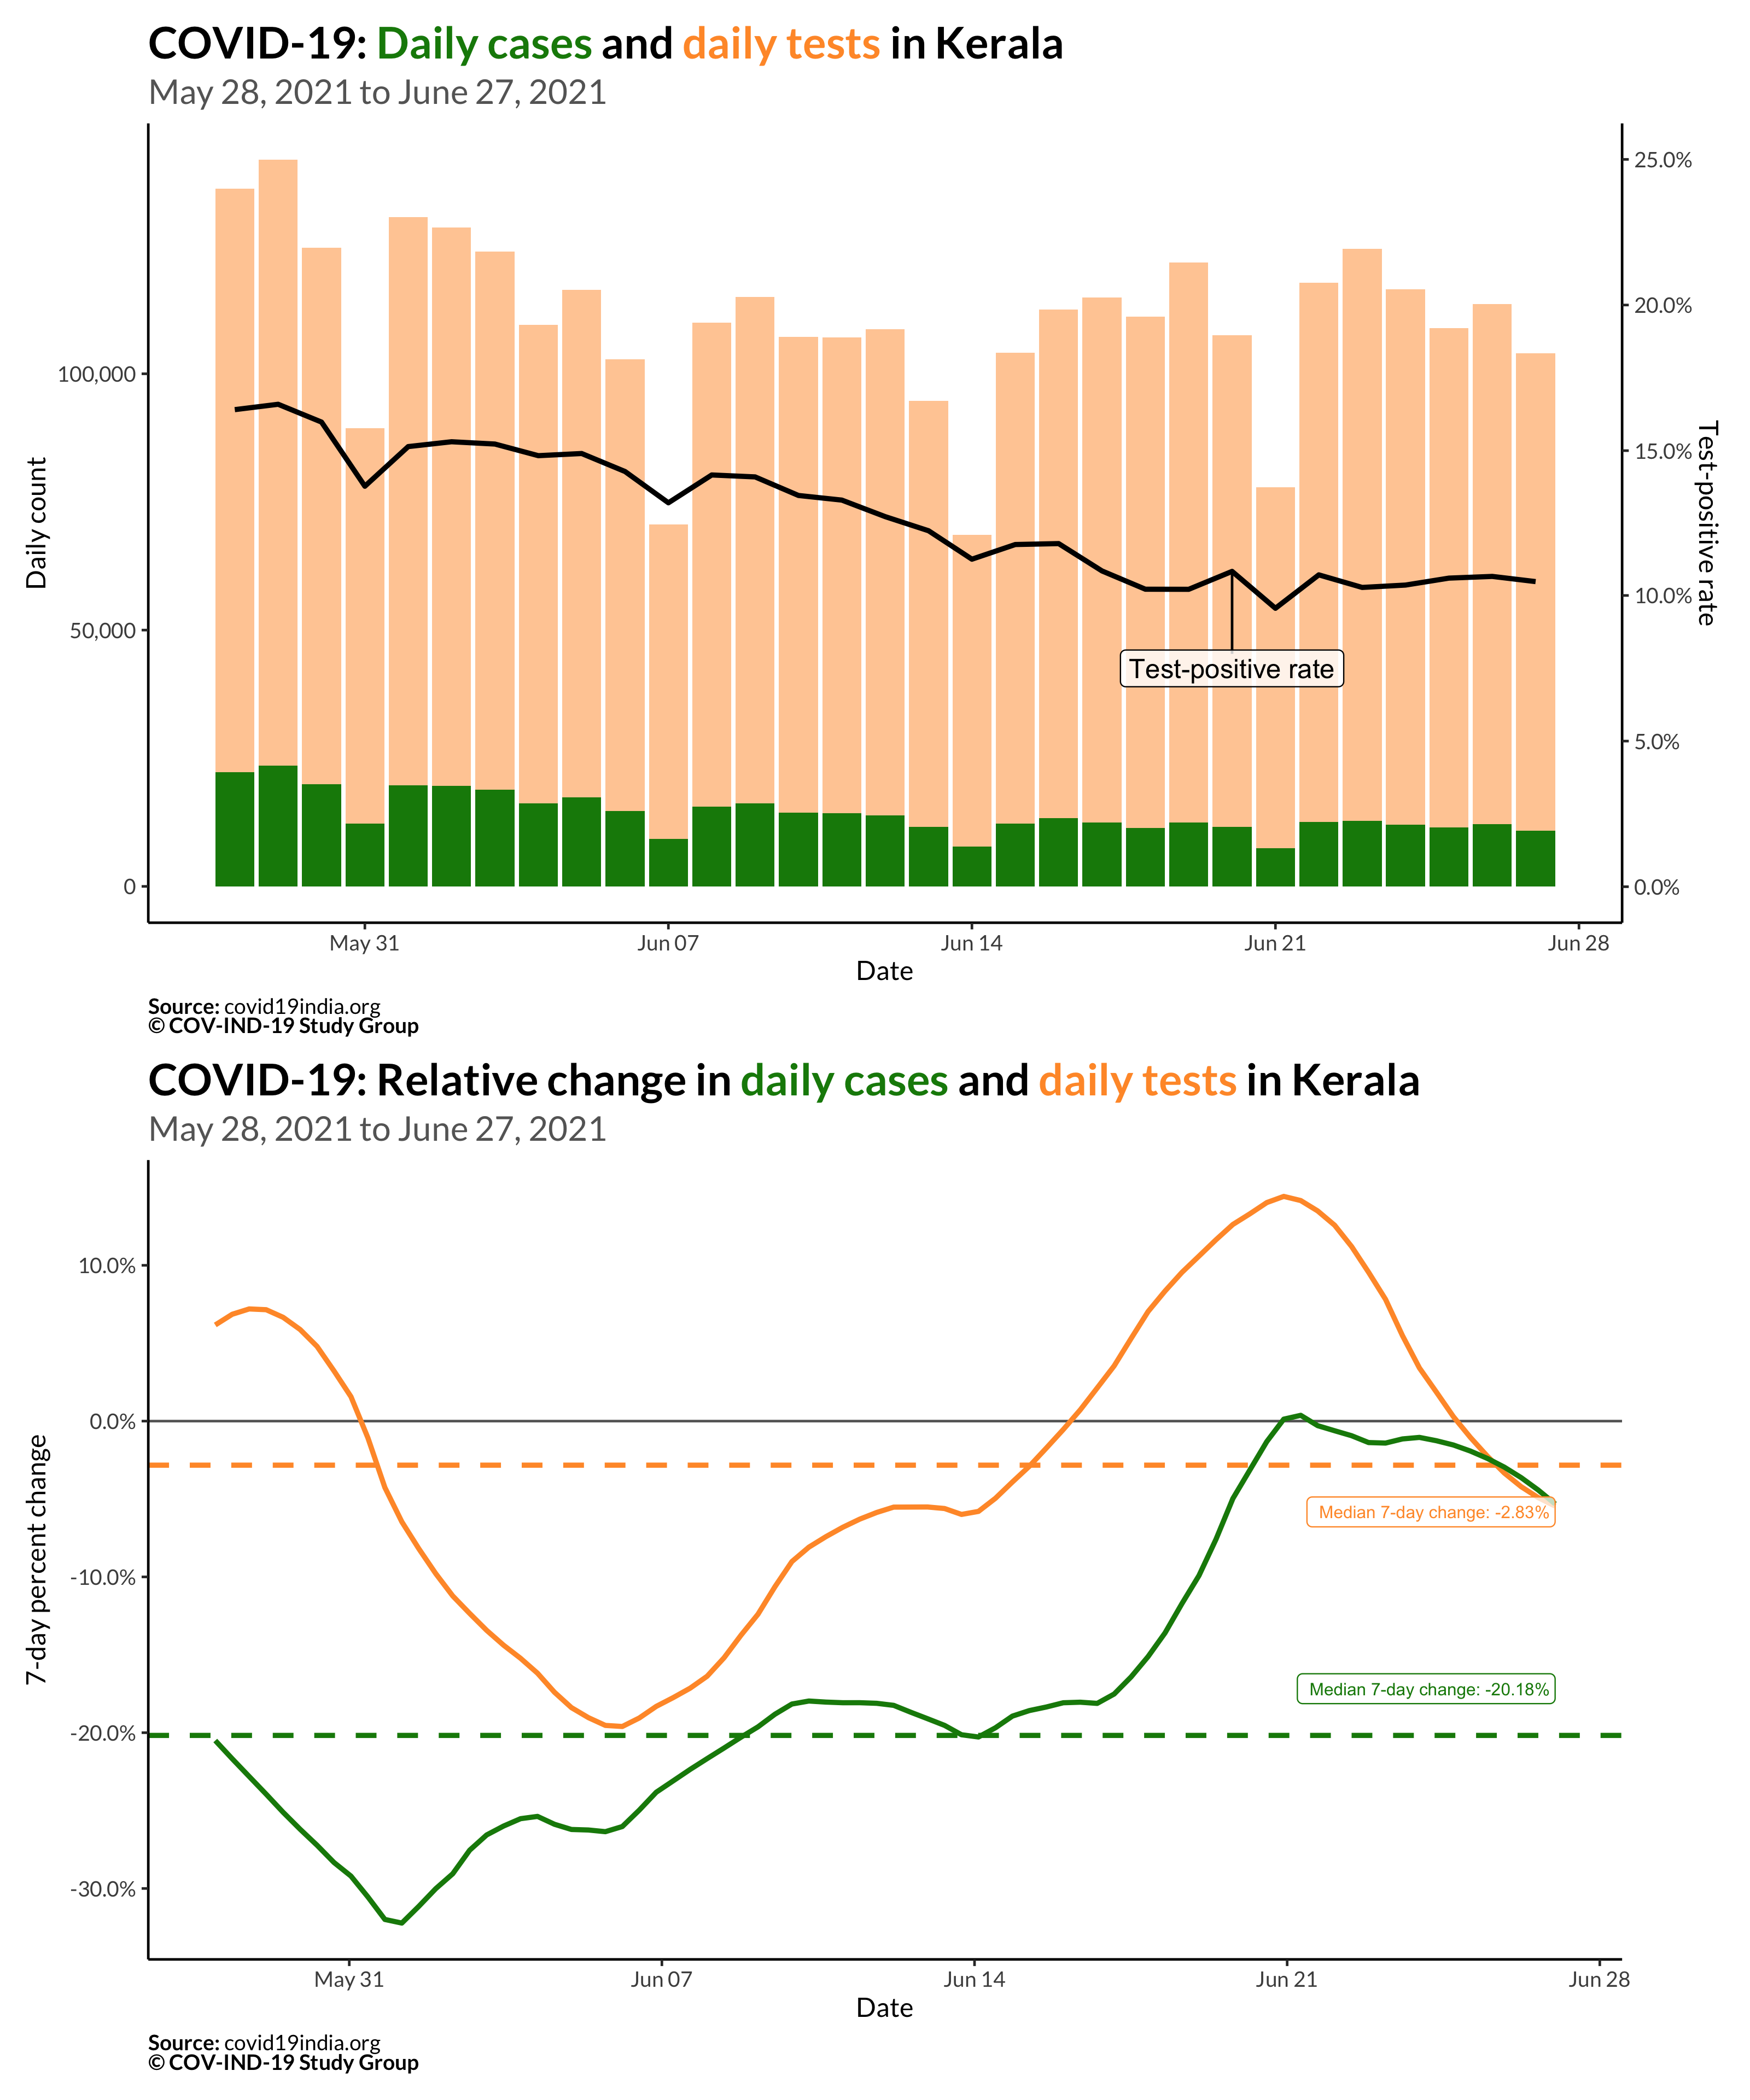 COVID-19: Daily cases and daily tests in Kerala
May 28, 2021 to June 27, 2021
Daily count
100,000
50,000
0
25.0%
20.0%
15.0%
10.0%
5.0%
0.0%
Test-positive rate
Test-positive rate
May 31
Jun 07
Jun 14
Jun 21
Jun 28
Date
Source: covid19india.org
© COV-IND-19 Study Group
COVID-19: Relative change in daily cases and daily tests in Kerala
May 28, 2021 to June 27, 2021
7-day percent change
10.0%
0.0%
-10.0%
-20.0%
-30.0%
Median 7-day change: -2.83%
Median 7-day change: -20.18%
May 31
Jun 07
Jun 14
Jun 21
Jun 28
Date
Source: covid19india.org
© COV-IND-19 Study Group